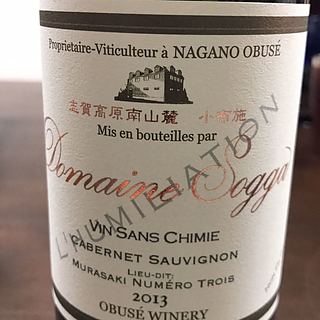 Proprietaire-Viticulteur à NAGANO OBUSÉ
志賀高原南山麓 小布施
Mis en bouteilles par
Domaine Sogga
L'HUMILIATION
VIN SANS CHIMIE
CABERNET SAUVIGNON
LIEU-DIT:
MURASAKI NUMÉRO TROIS
2013
OBUSÉ WINERY